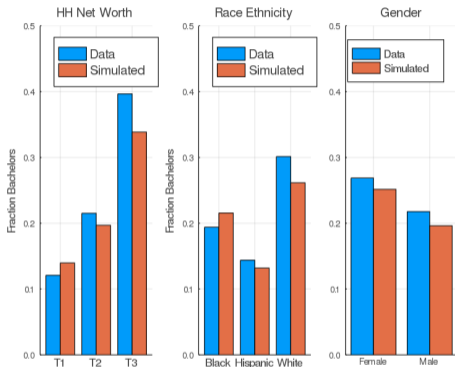 HH Net Worth
Fraction Bachelors
0.5
0.4
0.3
0.2
0.1
0.0
Data
Simulated
T1 T2 T3
Race Ethnicity
Fraction Bachelors
0.5
0.4
0.3
0.2
0.1
0.0
Data
Simulated
Black Hispanic White
Gender
0.5
0.4
0.3
0.2
0.1
0.0
Data
Simulated
Female Male